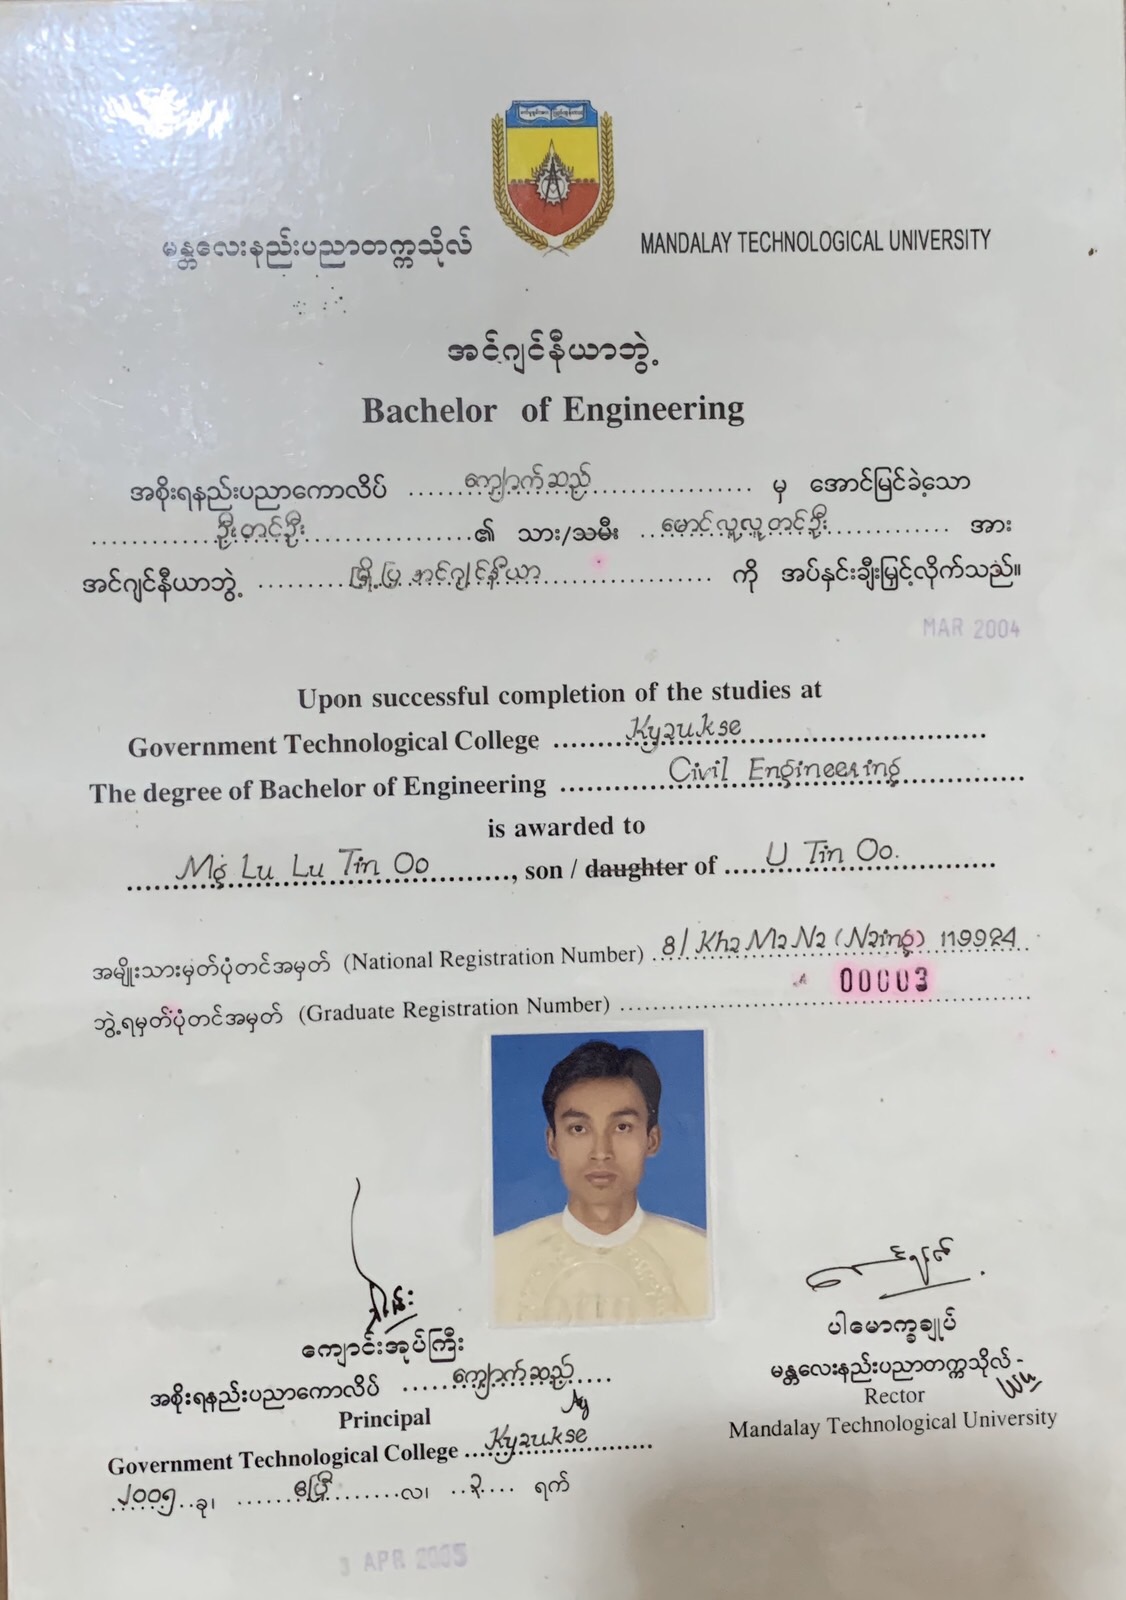 မန္တလေးနည်းပညာတက္ကသိုလ်
MANDALAY TECHNOLOGICAL UNIVERSITY
အင်ဂျင်နီယာဘွဲ့
Bachelor of Engineering
အစိုးရနည်းပညာကောလိပ် ......ကျောက်ဆည်.................. မှ အောင်မြင်ခဲ့သော
.............ဦးတင်ဦး..................၏ သား/သမီး ..မောင်လူလူတင်ဦး............ အား
အင်ဂျင်နီယာဘွဲ့ .........မြို့ပြအင်ဂျင်နီယာ.................. ကို အပ်နှင်းချီးမြှင့်လိုက်သည်။
MAR 2004
Upon successful completion of the studies at
Government Technological College ........Kyaukse..........................
The degree of Bachelor of Engineering ............Civil Engineering............
is awarded to
......Mg Lu Lu Tin Oo........., son / daughter of .....U Tin Oo..........
အမျိုးသားမှတ်ပုံတင်အမှတ် (National Registration Number) 8/ Kha Ma Na (Naing) 119924
ဘွဲ့ရမှတ်ပုံတင်အမှတ် (Graduate Registration Number) .............00003..........
ကျောင်းအုပ်ကြီး
အစိုးရနည်းပညာကောလိပ် ......ကျောက်ဆည်....
Principal
Government Technological College ...Kyaukse.......
၂၀၀၅..ခု၊ ......ဧပြီ........လ၊ ..၃.... ရက်
3 APR 2005
ပါမောက္ခချုပ်
မန္တလေးနည်းပညာတက္ကသိုလ်
Rector
Mandalay Technological University